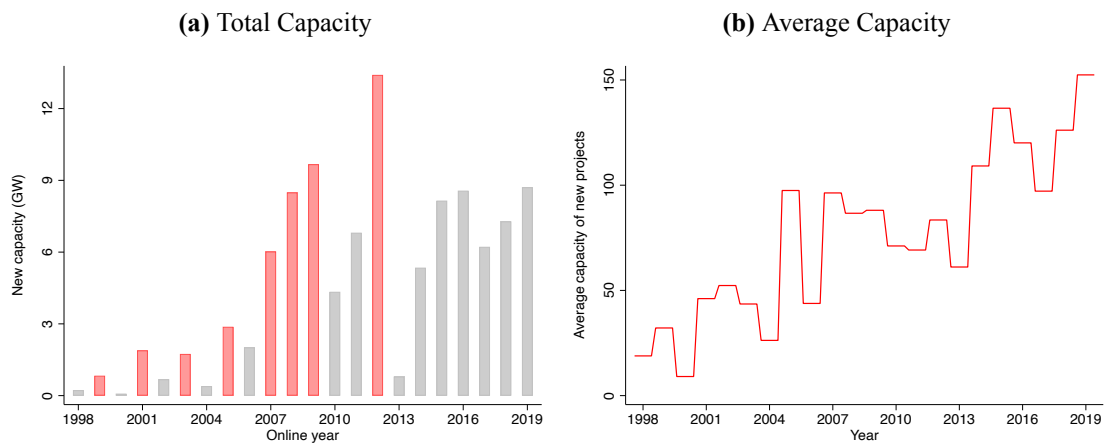 (a) Total Capacity
New capacity (GW)
12
9
6
3
0
1998 2001 2004 2007 2010 2013 2016 2019
Online year
(b) Average Capacity
Average capacity of new projects
150
100
50
0
1998 2001 2004 2007 2010 2013 2016 2019
Year